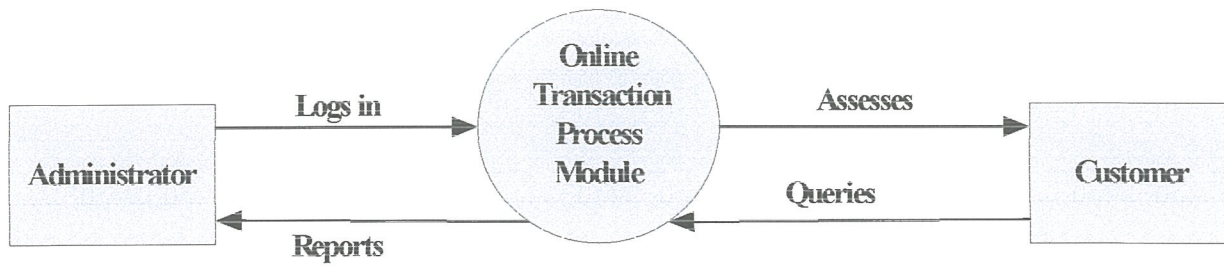 Online
Transaction
Process
Module
Logs in
Assesses
Administrator
Customer
Queries
Reports